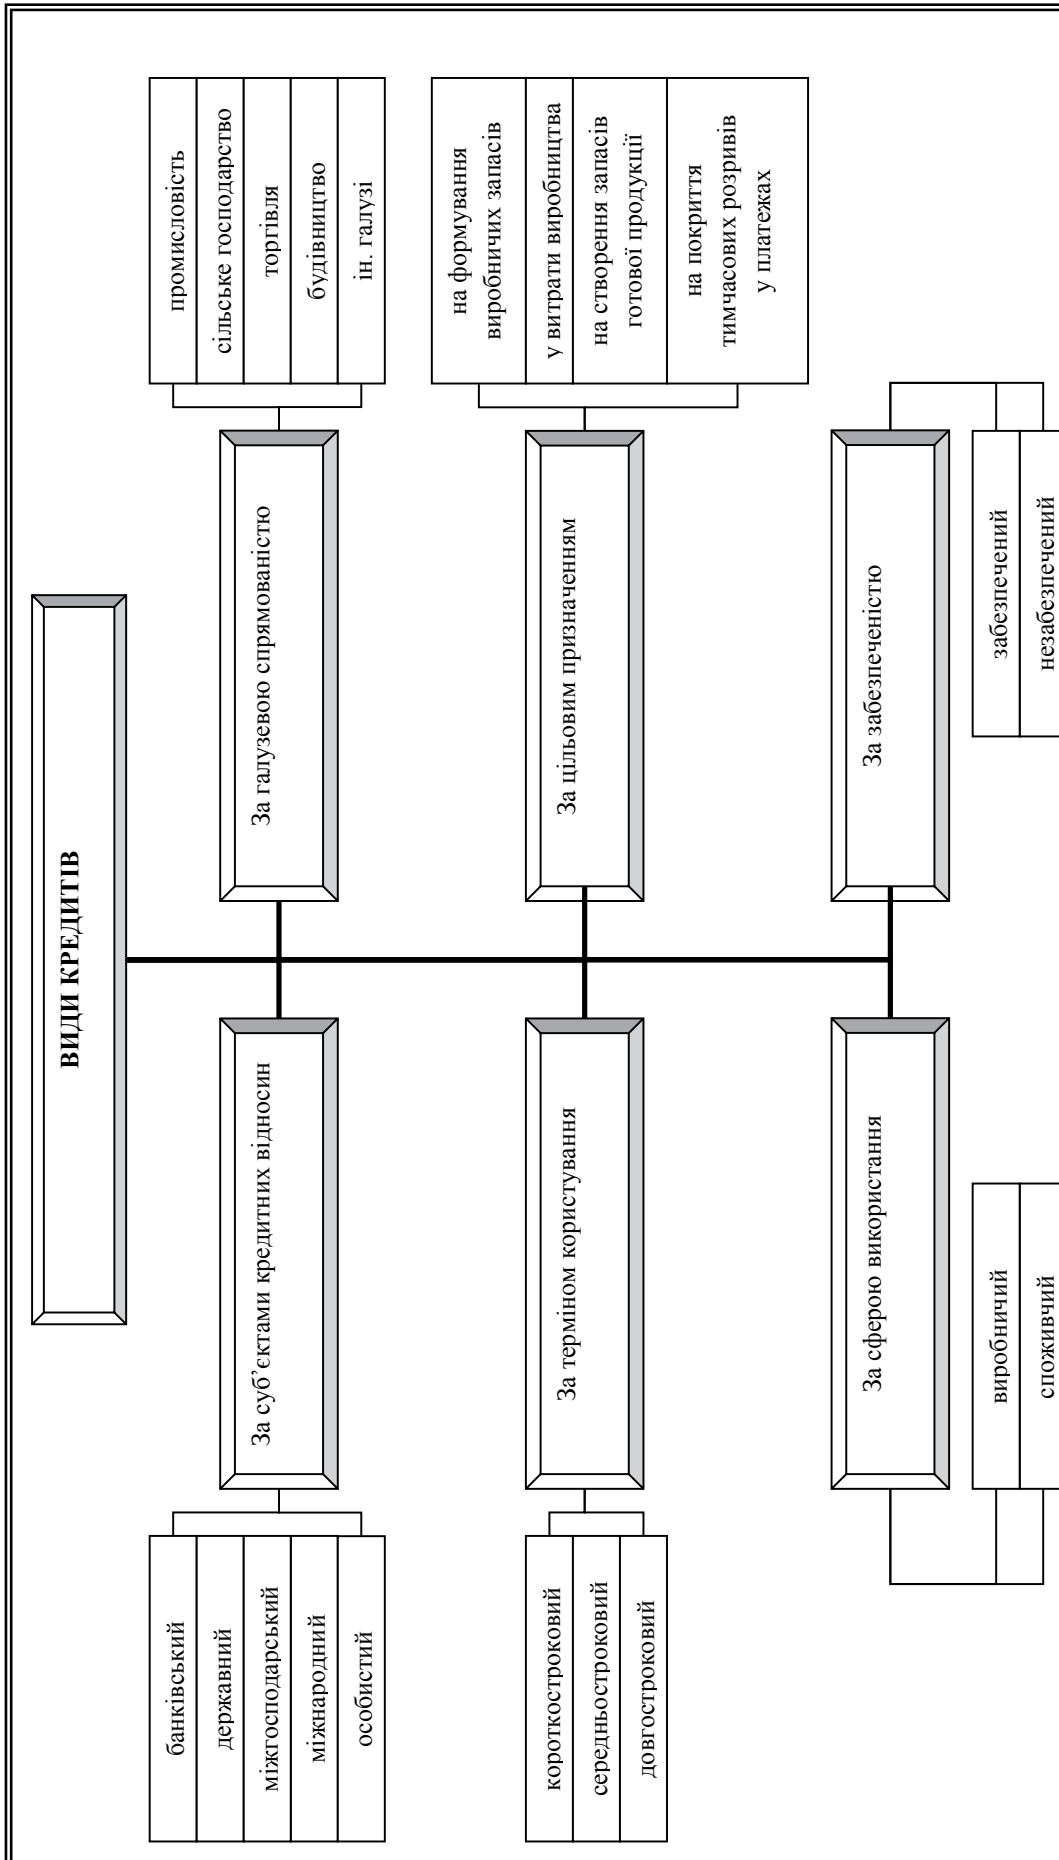 ВИДИ КРЕДИТІВ
За суб’єктами кредитних відносин
банківський
державний
міжгосподарський
міжнародний
особистий
За галузевою спрямованістю
промисловість
сільське господарство
торгівля
будівництво
ін. галузі
За терміном користування
короткостроковий
середньостроковий
довгостроковий
За цільовим призначенням
на формування
виробничих запасів
у витрати виробництва
на створення запасів
готової продукції
на покриття
тимчасових розривів
у платежах
За сферою використання
виробничий
споживчий
За забезпеченістю
забезпечений
незабезпечений